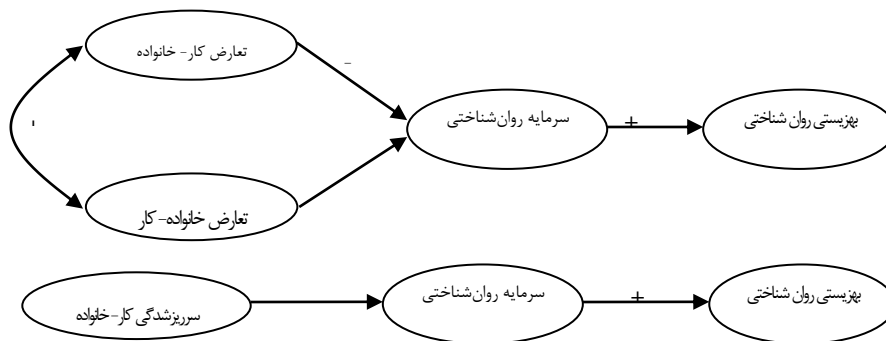 تعارض کار- خانواده
-
سرمایه روان‌شناختی
+
بهزیستی روان شناختی
تعارض خانواده- کار
سرریزشدگی کار- خانواده
سرمایه روان‌شناختی
+
بهزیستی روان شناختی